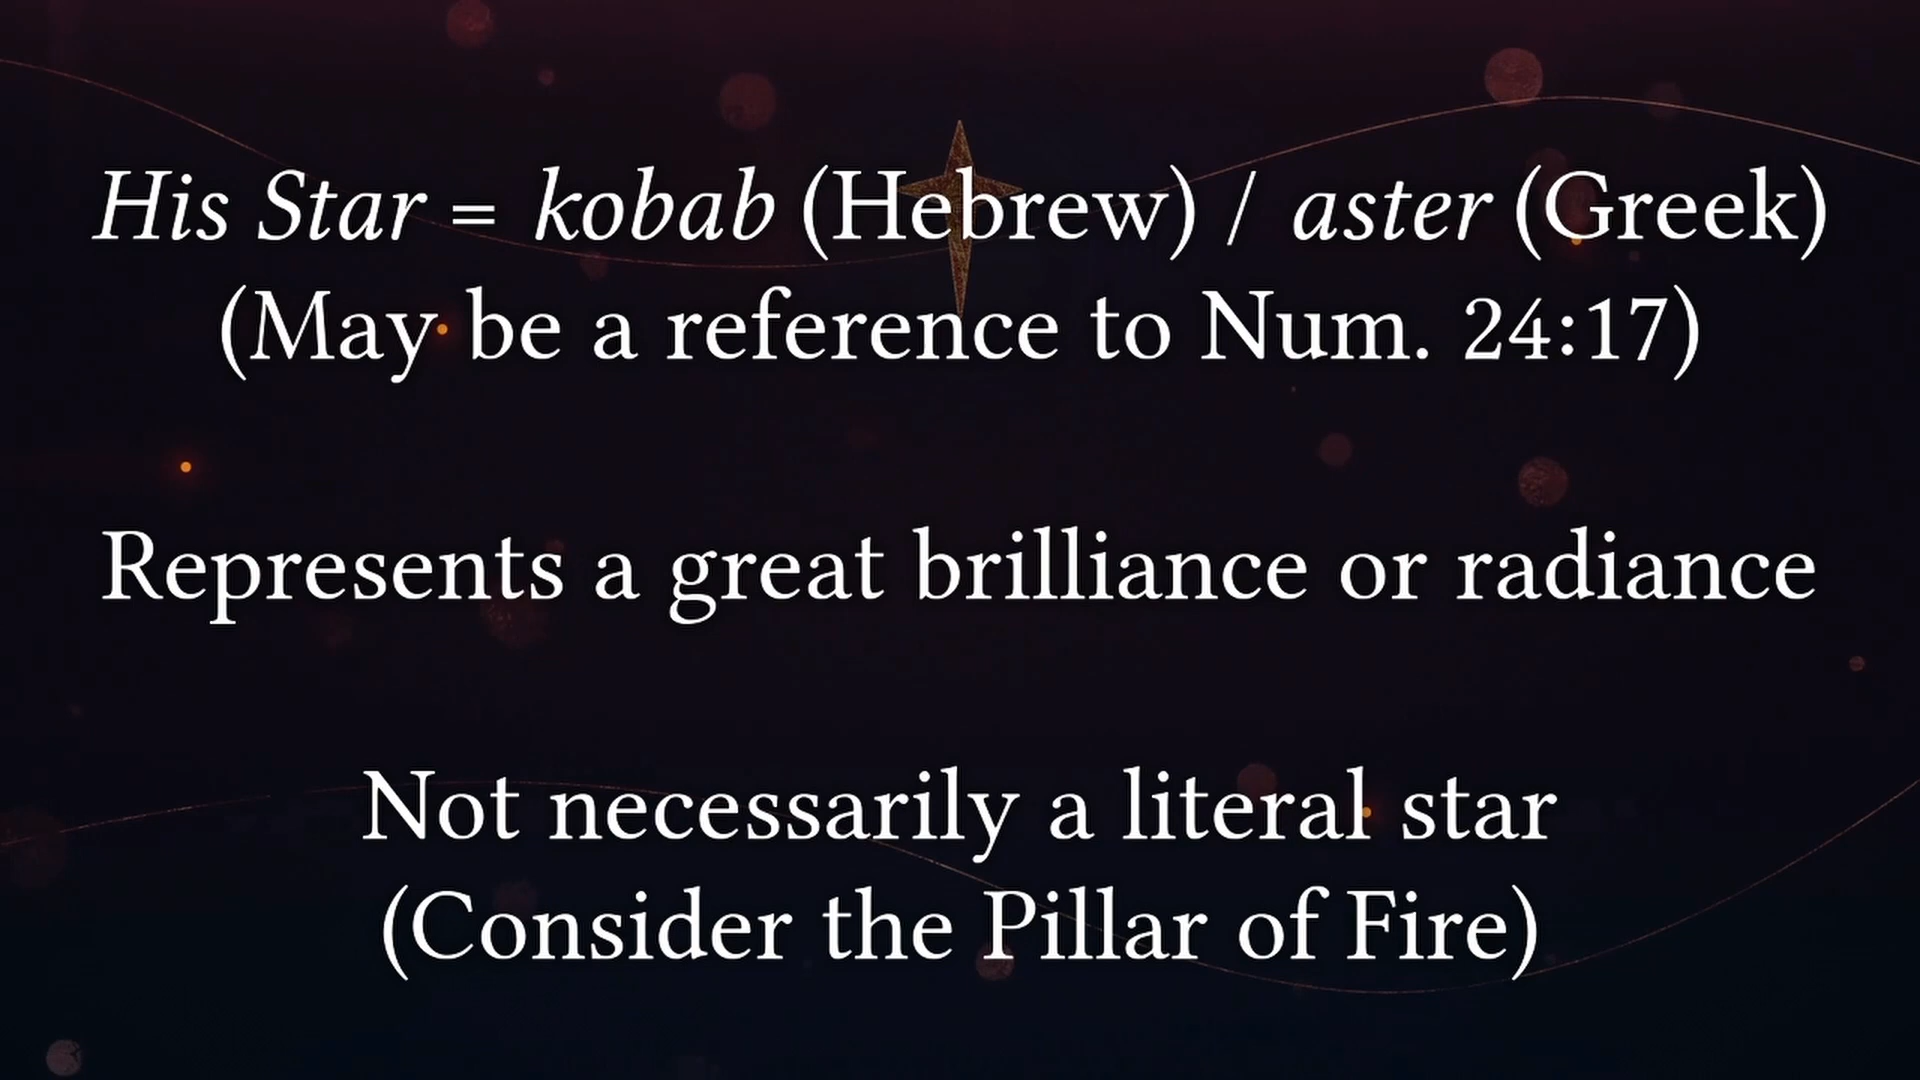 His Star = kobab (Hebrew) / aster (Greek)
(May be a reference to Num. 24:17)
Represents a great brilliance or radiance
Not necessarily a literal star
(Consider the Pillar of Fire)